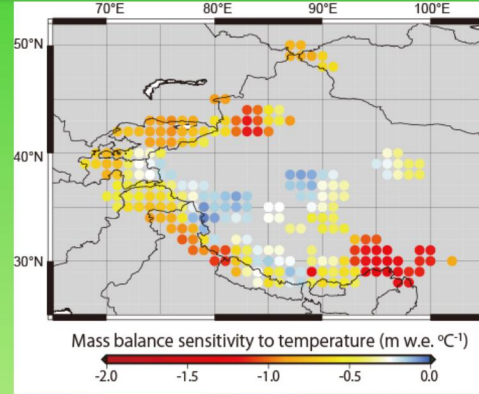 70°E 80°E 90°E 100°E
50°N
40°N
30°N
Mass balance sensitivity to temperature (m w.e. ºC⁻¹)
-2.0 -1.5 -1.0 -0.5 0.0